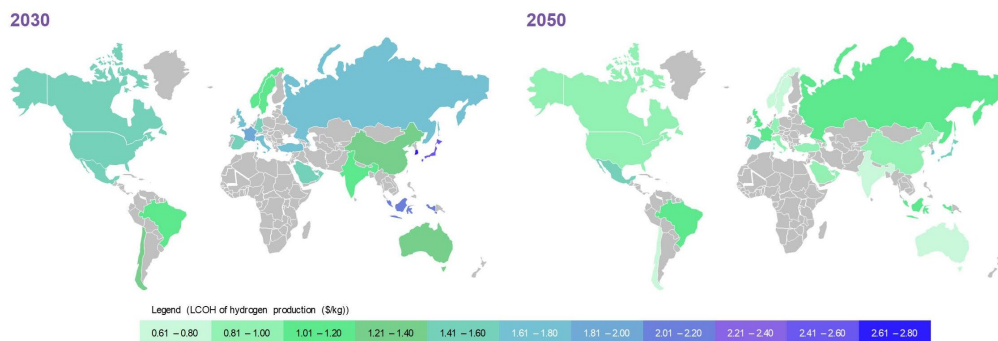 2030
2050
Legend (LCOH of hydrogen production ($/kg))
0.61 – 0.80
0.81 – 1.00
1.01 – 1.20
1.21 – 1.40
1.41 – 1.60
1.61 – 1.80
1.81 – 2.00
2.01 – 2.20
2.21 – 2.40
2.41 – 2.60
2.61 – 2.80